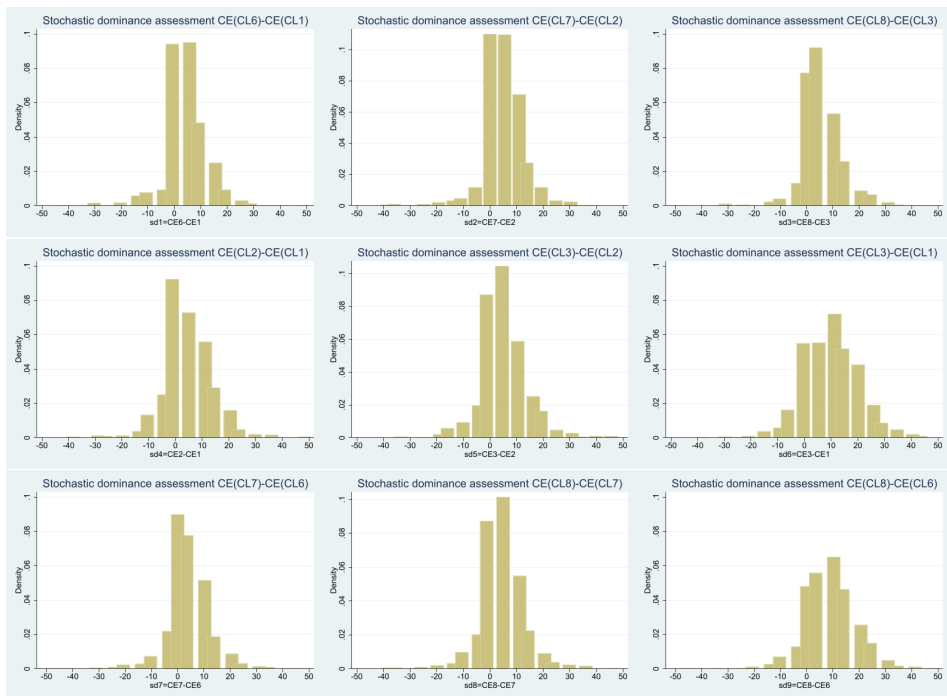 Stochastic dominance assessment CE(CL6)-CE(CL1)
Density
0 .02 .04 .06 .08 .1
-50 -40 -30 -20 -10 0 10 20 30 40 50
sd1=CE6-CE1
Stochastic dominance assessment CE(CL7)-CE(CL2)
Density
0 .02 .04 .06 .08 .1
-50 -40 -30 -20 -10 0 10 20 30 40 50
sd2=CE7-CE2
Stochastic dominance assessment CE(CL8)-CE(CL3)
Density
0 .02 .04 .06 .08 .1
-50 -40 -30 -20 -10 0 10 20 30 40 50
sd3=CE8-CE3
Stochastic dominance assessment CE(CL2)-CE(CL1)
Density
0 .02 .04 .06 .08 .1
-50 -40 -30 -20 -10 0 10 20 30 40 50
sd4=CE2-CE1
Stochastic dominance assessment CE(CL3)-CE(CL2)
Density
0 .02 .04 .06 .08 .1
-50 -40 -30 -20 -10 0 10 20 30 40 50
sd5=CE3-CE2
Stochastic dominance assessment CE(CL3)-CE(CL1)
Density
0 .02 .04 .06 .08 .1
-50 -40 -30 -20 -10 0 10 20 30 40 50
sd6=CE3-CE1
Stochastic dominance assessment CE(CL7)-CE(CL6)
Density
0 .02 .04 .06 .08 .1
-50 -40 -30 -20 -10 0 10 20 30 40 50
sd7=CE7-CE6
Stochastic dominance assessment CE(CL8)-CE(CL7)
Density
0 .02 .04 .06 .08 .1
-50 -40 -30 -20 -10 0 10 20 30 40 50
sd8=CE8-CE7
Stochastic dominance assessment CE(CL8)-CE(CL6)
Density
0 .02 .04 .06 .08 .1
-50 -40 -30 -20 -10 0 10 20 30 40 50
sd9=CE8-CE6